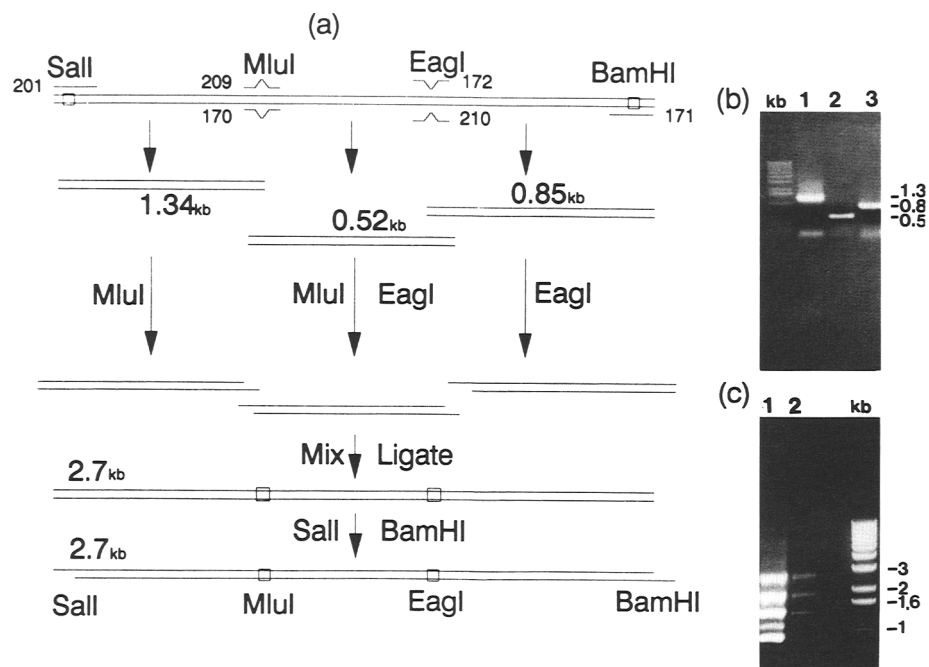 (a)
SalI MluI EagI BamHI
201 209 172
170 210 171
1.34kb 0.52kb 0.85kb
MluI MluI EagI EagI
Mix Ligate
2.7kb
SalI BamHI
2.7kb
SalI MluI EagI BamHI
(b)
kb 1 2 3
-1.3
-0.8
-0.5
(c)
1 2 kb
-3
-2
-1.6
-1